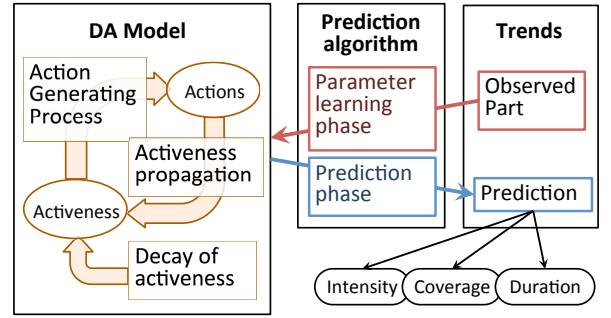 DA Model
Action
Generating
Process
Actions
Activeness
propagation
Activeness
Decay of
activeness
Prediction
algorithm
Parameter
learning
phase
Prediction
phase
Trends
Observed
Part
Prediction
Intensity
Coverage
Duration